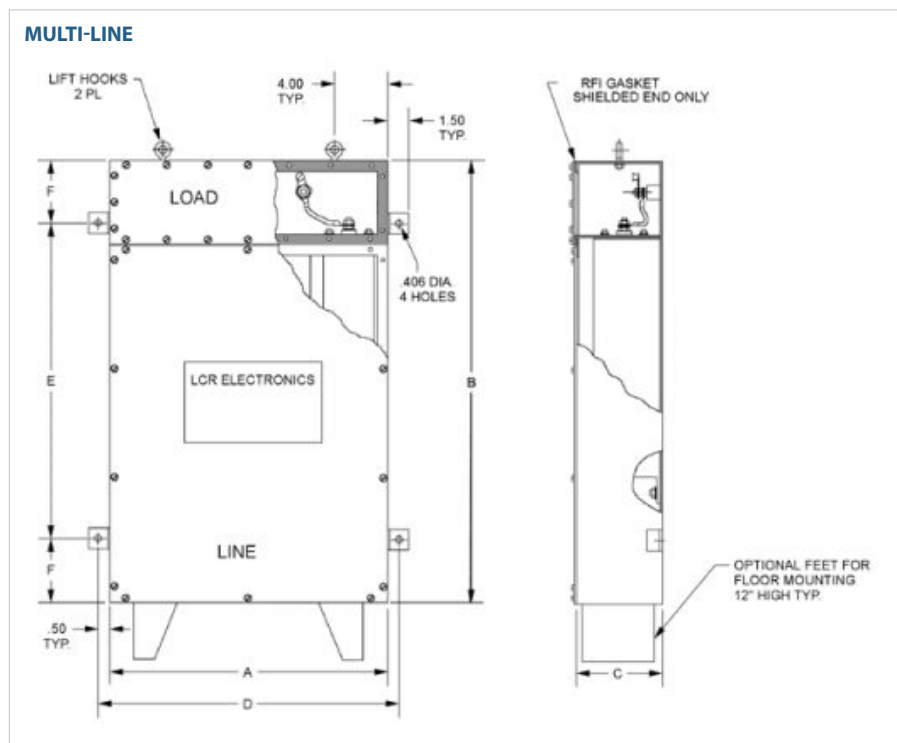 MULTI-LINE
LIFT HOOKS
2 PL
4.00
TYP.
1.50
TYP.
RFI GASKET
SHIELDED END ONLY
F
LOAD
.406 DIA.
4 HOLES
E
LCR ELECTRONICS
B
LINE
F
OPTIONAL FEET FOR
FLOOR MOUNTING
12" HIGH TYP.
.50
TYP.
A
C
D